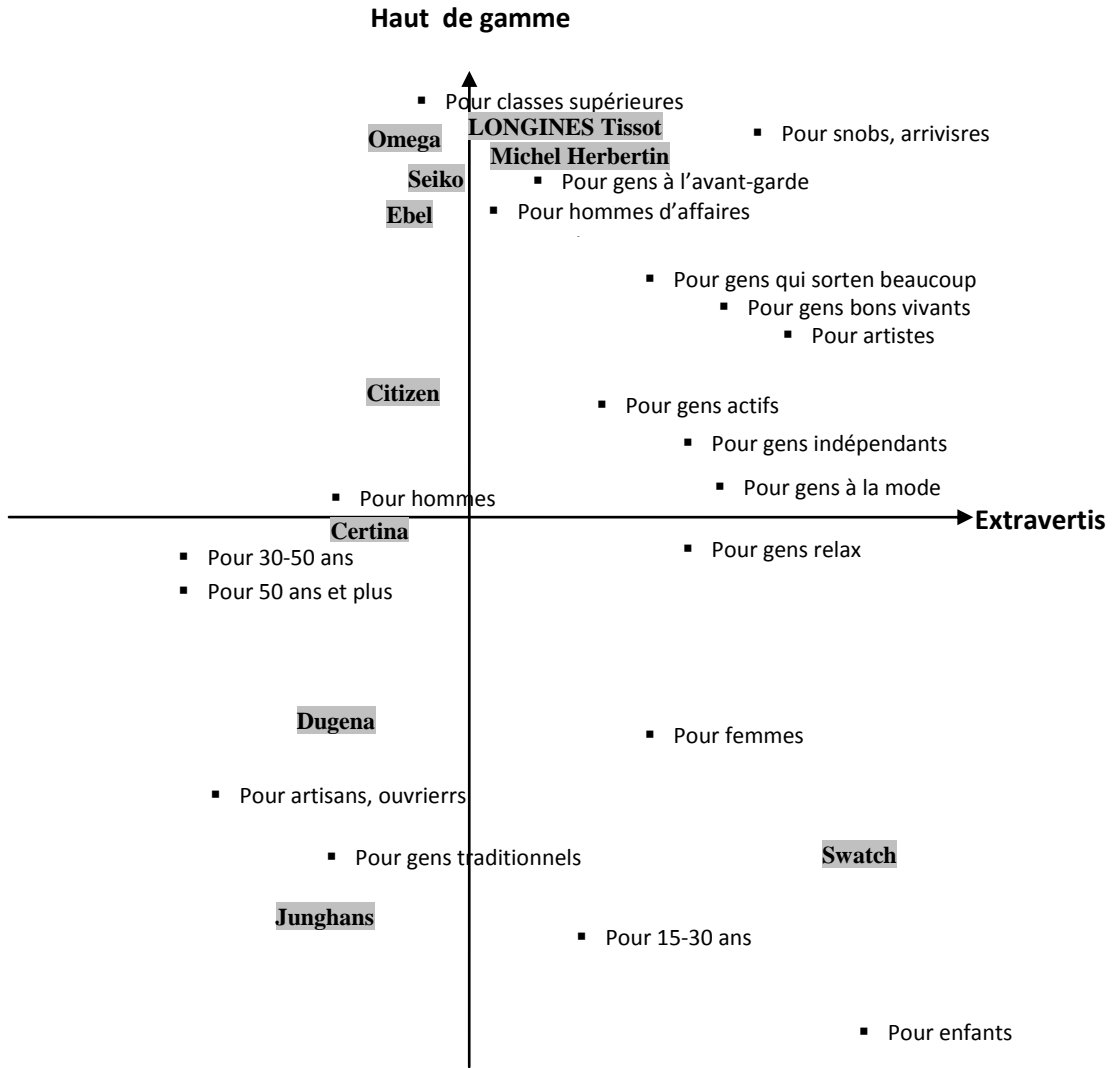 Haut de gamme
Pour classes supérieures
LONGINES Tissot
Omega
Pour snobs, arrivisres
Michel Herbertin
Seiko
Pour gens à l’avant-garde
Ebel
Pour hommes d’affaires
Pour gens qui sorten beaucoup
Pour gens bons vivants
Pour artistes
Citizen
Pour gens actifs
Pour gens indépendants
Pour gens à la mode
Pour hommes
Extravertis
Certina
Pour gens relax
Pour 30-50 ans
Pour 50 ans et plus
Dugena
Pour femmes
Pour artisans, ouvrierrs
Pour gens traditionnels
Swatch
Junghans
Pour 15-30 ans
Pour enfants